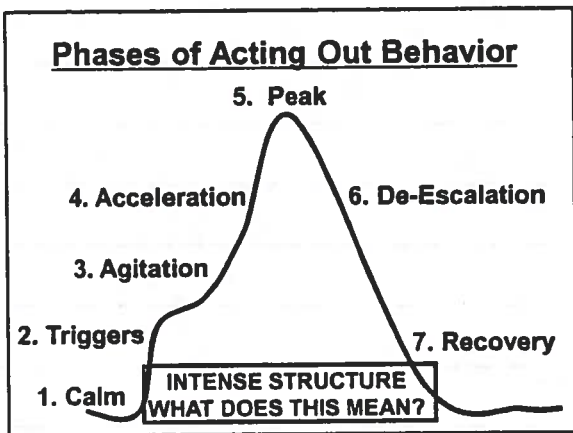 Phases of Acting Out Behavior
5. Peak
4. Acceleration
6. De-Escalation
3. Agitation
2. Triggers
7. Recovery
1. Calm
INTENSE STRUCTURE
WHAT DOES THIS MEAN?